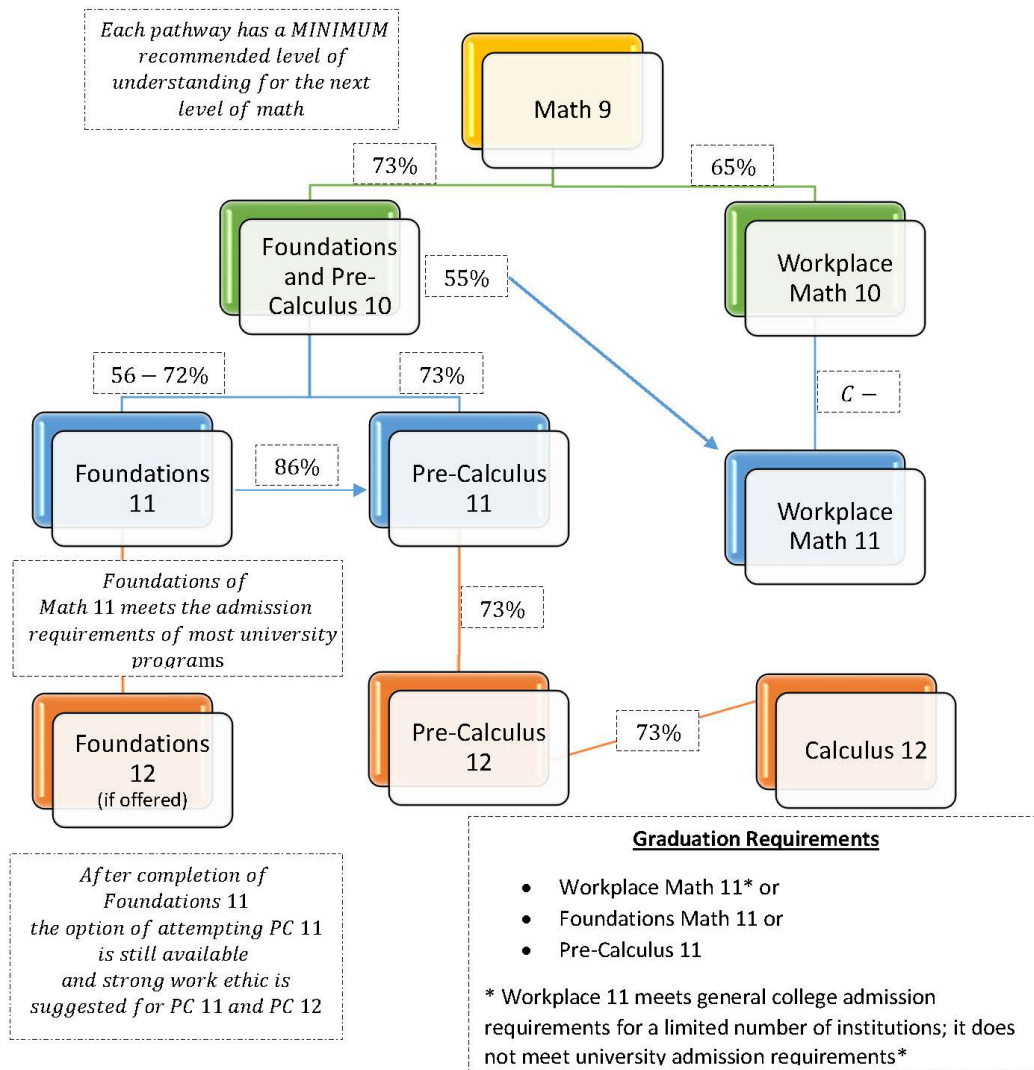 Each pathway has a MINIMUM
recommended level of
understanding for the next
level of math
Math 9
73%
65%
Foundations
and Pre-
Calculus 10
55%
Workplace
Math 10
56 – 72%
73%
C –
Foundations
11
86%
Pre-Calculus
11
Workplace
Math 11
Foundations of
Math 11 meets the admission
requirements of most university
programs
73%
Foundations
12
(if offered)
Pre-Calculus
12
73%
Calculus 12
After completion of
Foundations 11
the option of attempting PC 11
is still available
and strong work ethic is
suggested for PC 11 and PC 12
Graduation Requirements
• Workplace Math 11* or
• Foundations Math 11 or
• Pre-Calculus 11
* Workplace 11 meets general college admission
requirements for a limited number of institutions; it does
not meet university admission requirements*